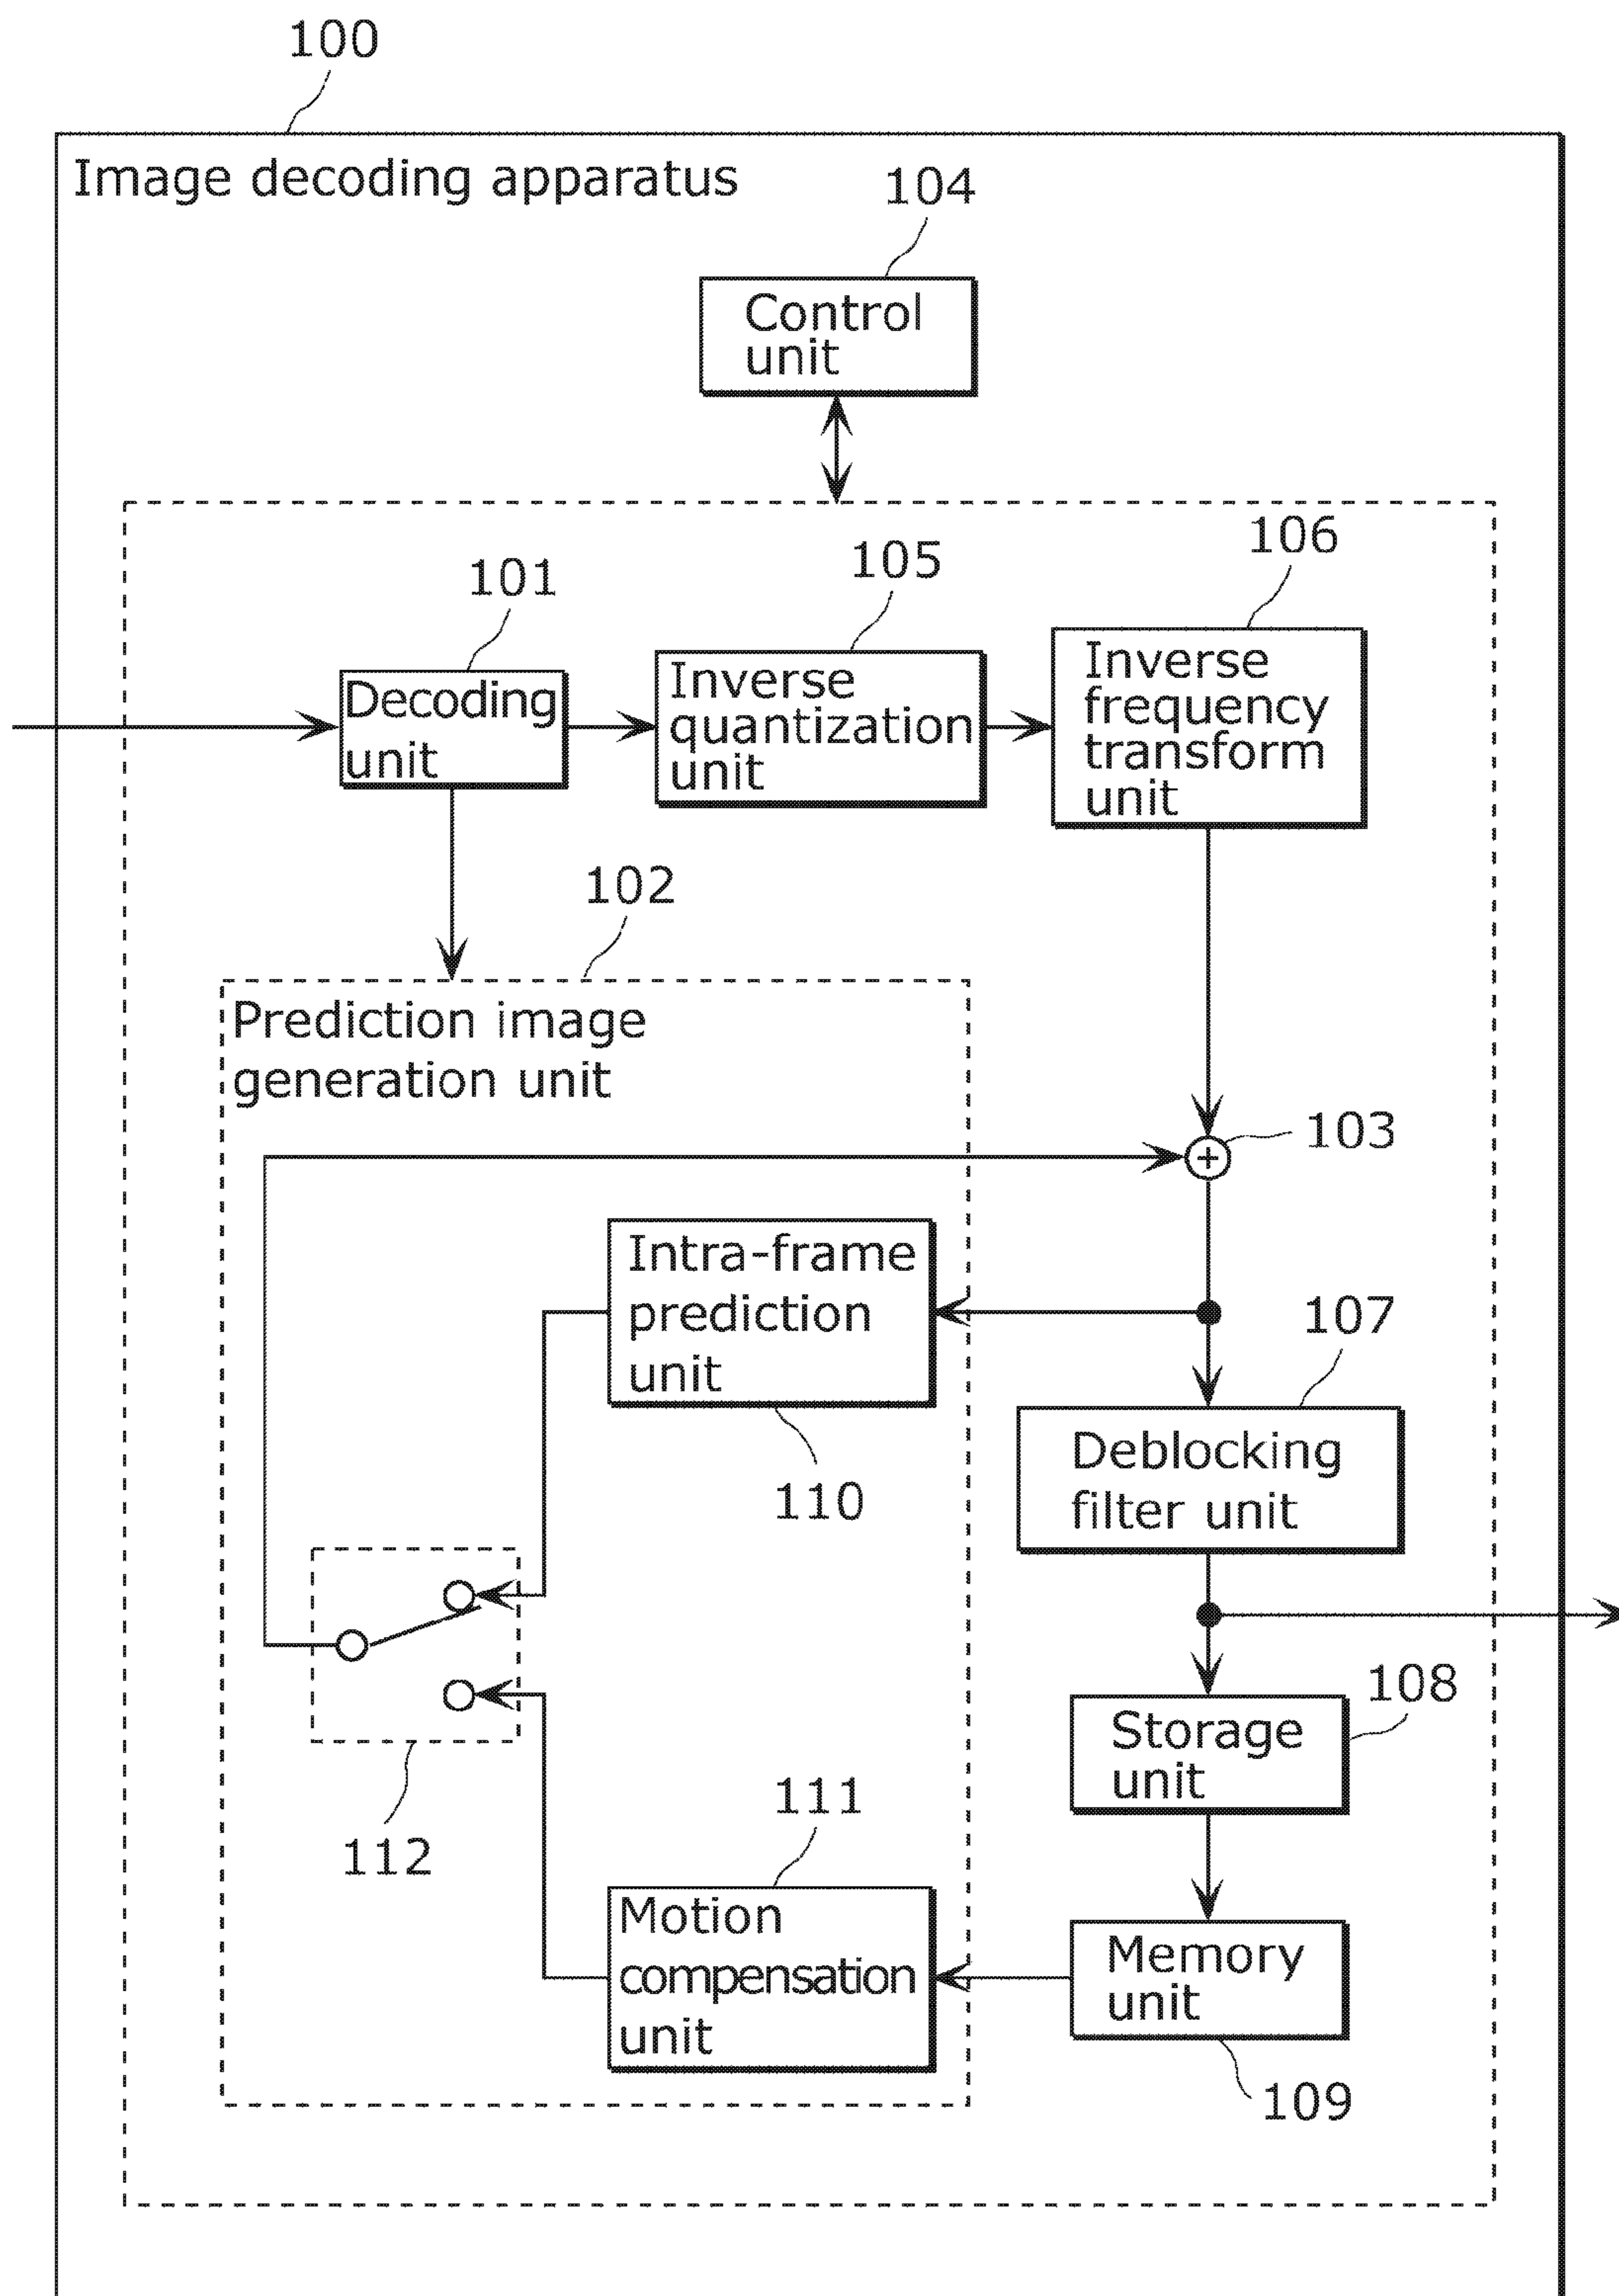 100
Image decoding apparatus
104
Control
unit
106
105
101
Inverse
frequency
transform
unit
Inverse
quantization
unit
Decoding
unit
102
Prediction image
generation unit
103
Intra-frame
prediction
unit
107
110
Deblocking
filter unit
108
Storage
unit
111
112
Motion
compensation
unit
Memory
unit
109